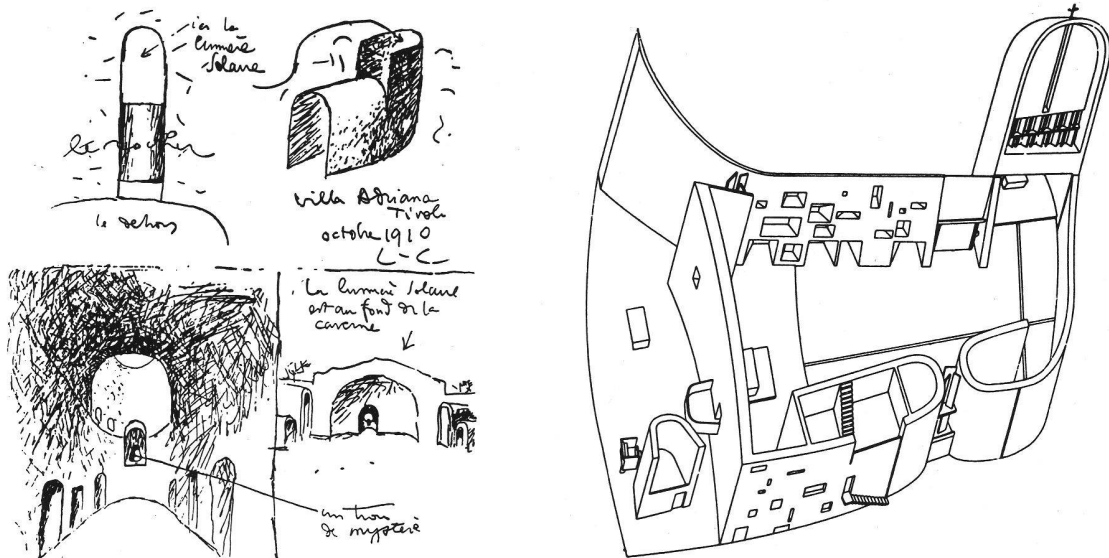 ici la
lumière
Solaire
le rocher
le dehors
Villa Adriana
Tivoli
octobre 1910
L-C
La lumière Solaire
est au fond de la
caverne
un trou
de mystère